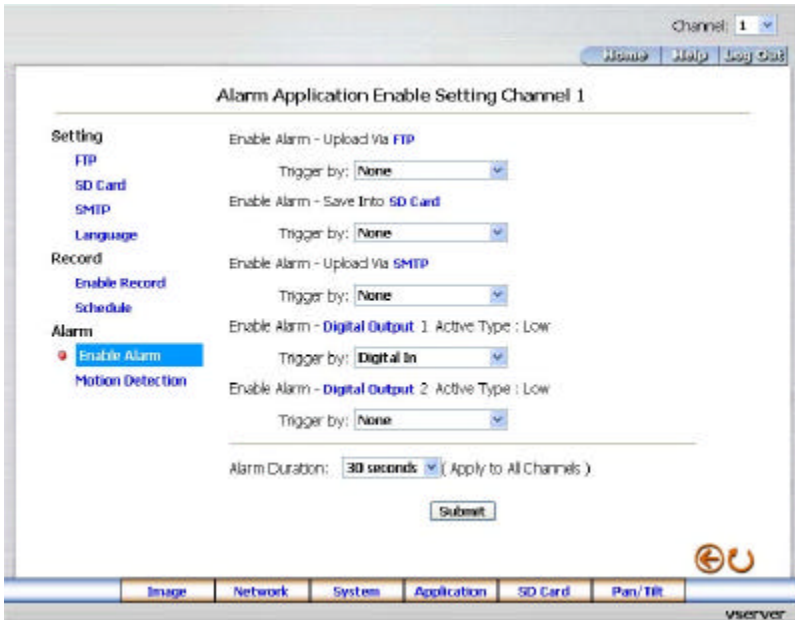 Channel: 1
Home Help Log Out
Alarm Application Enable Setting Channel 1
Setting
FTP
SD Card
SMTP
Language
Record
Enable Record
Schedule
Alarm
Enable Alarm
Motion Detection
Enable Alarm - Upload Via FTP
Trigger by: None
Enable Alarm - Save Into SD Card
Trigger by: None
Enable Alarm - Upload Via SMTP
Trigger by: None
Enable Alarm - Digital Output 1 Active Type : Low
Trigger by: Digital In
Enable Alarm - Digital Output 2 Active Type : Low
Trigger by: None
Alarm Duration: 30 seconds ( Apply to All Channels )
Submit
Image Network System Application SD Card Pan/Tilt
vserver